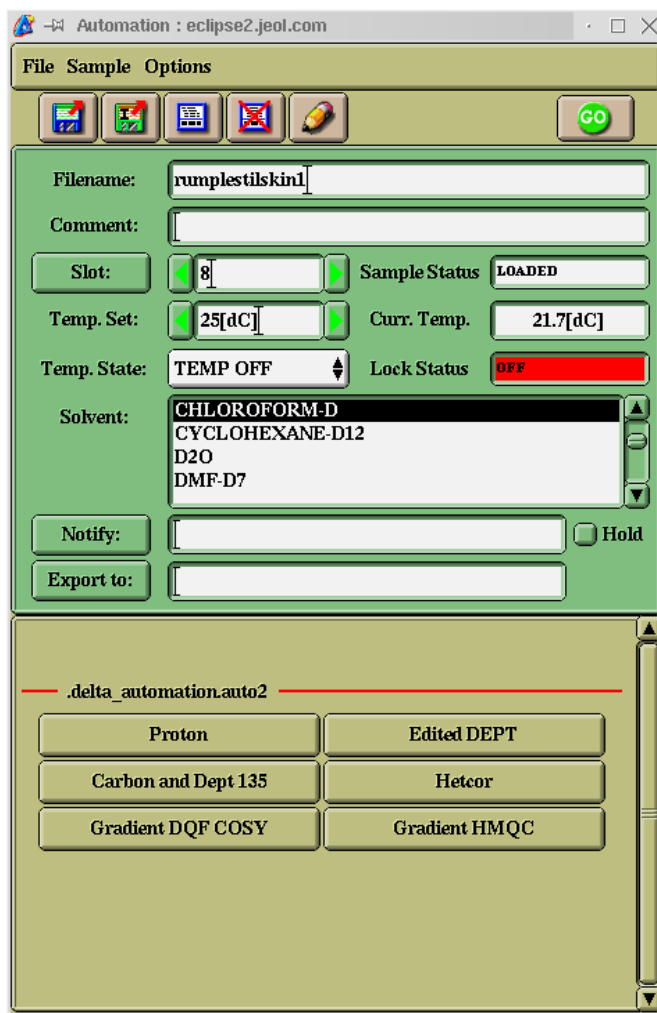 Automation : eclipse2.jeol.com
File Sample Options
GO
Filename: rumplestilskin1
Comment:
Slot: 8 Sample Status LOADED
Temp. Set: 25[dC] Curr. Temp. 21.7[dC]
Temp. State: TEMP OFF Lock Status OFF
Solvent: CHLOROFORM-D
CYCLOHEXANE-D12
D2O
DMF-D7
Notify: Hold
Export to:
.delta_automation.auto2
Proton Edited DEPT
Carbon and Dept 135 Hetcor
Gradient DQF COSY Gradient HMQC